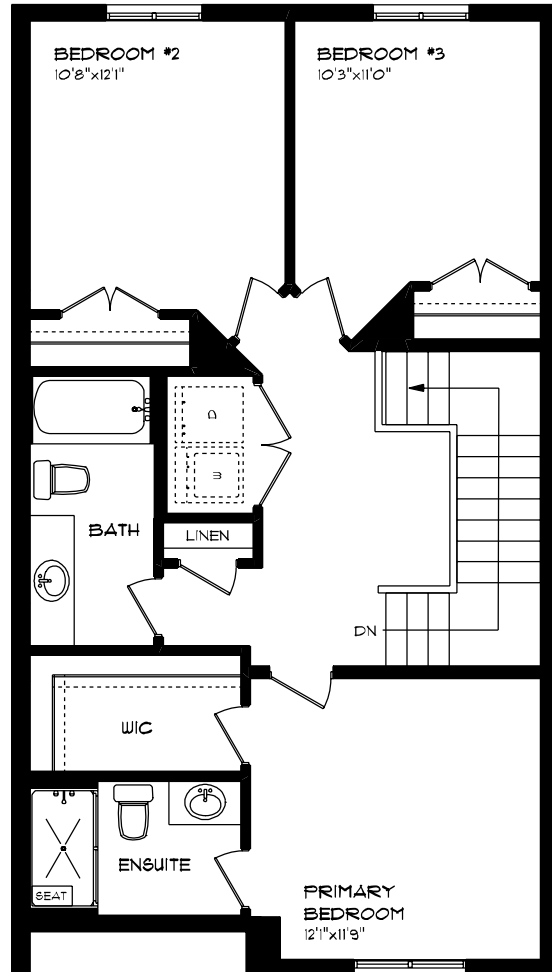 BEDROOM #2
10'8"x12'1"
BEDROOM #3
10'3"x11'0"
D
W
BATH
LINEN
DN
WIC
ENSUITE
SEAT
PRIMARY
BEDROOM
12'1"x11'9"